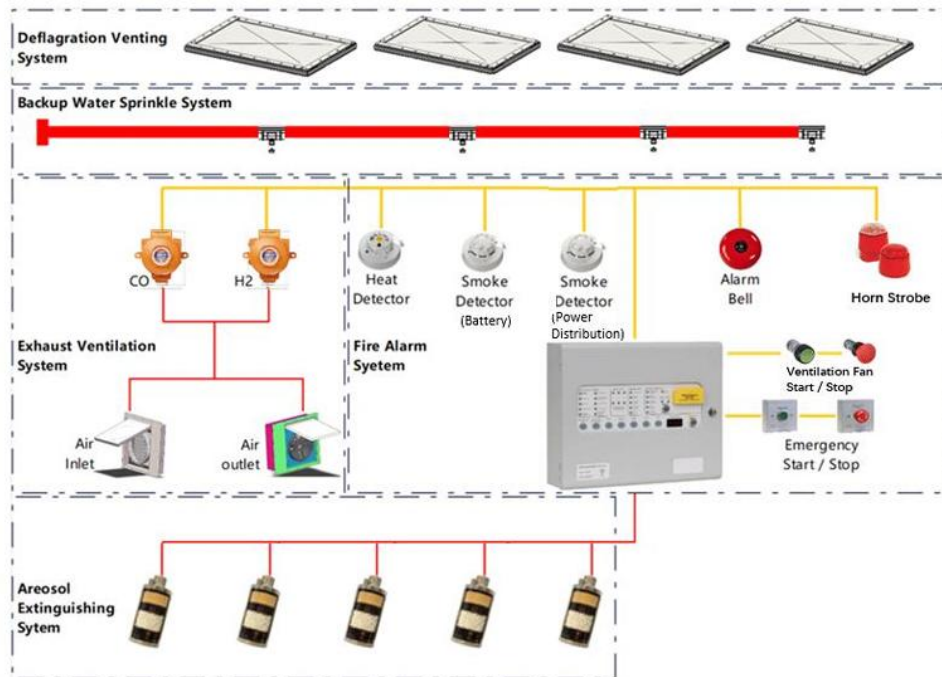 Deflagration Venting
System
Backup Water Sprinkle System
CO
H2
Heat
Detector
Smoke
Detector
(Battery)
Smoke
Detector
(Power
Distribution)
Alarm
Bell
Horn Strobe
Exhaust Ventilation
System
Fire Alarm
Syetem
Ventilation Fan
Start / Stop
Air
Inlet
Air
outlet
Emergency
Start / Stop
Areosol
Extinguishing
Sytem